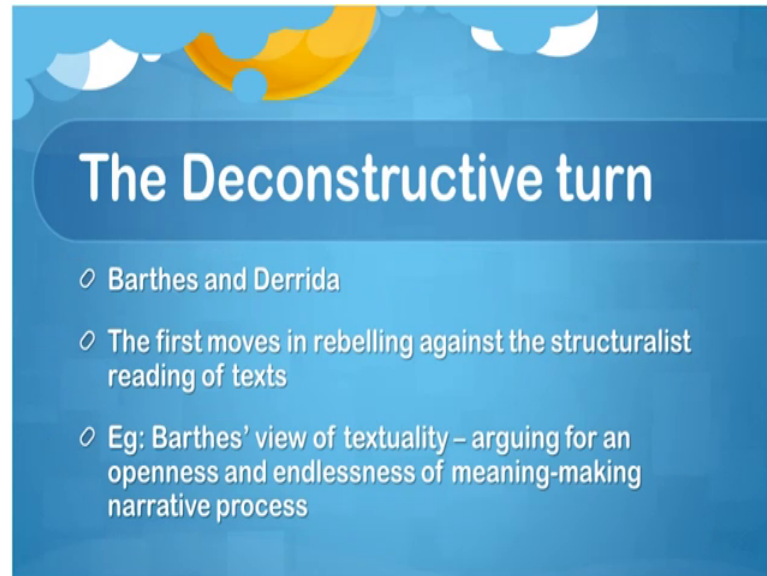 The Deconstructive turn
Barthes and Derrida
The first moves in rebelling against the structuralist
reading of texts
Eg: Barthes’ view of textuality – arguing for an
openness and endlessness of meaning-making
narrative process